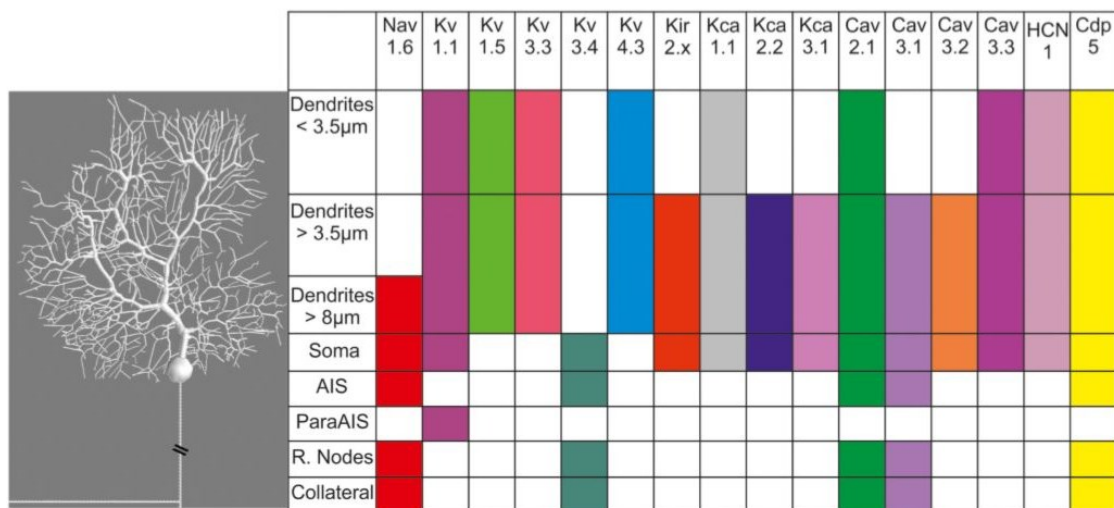 Nav Kv Kv Kv Kv Kv Kir Kca Kca Kca Cav Cav Cav Cav HCN Cdp
1.6 1.1 1.5 3.3 3.4 4.3 2.x 1.1 2.2 3.1 2.1 3.1 3.2 3.3 1 5
Dendrites
< 3.5µm
Dendrites
> 3.5µm
Dendrites
> 8µm
Soma
AIS
ParaAIS
R. Nodes
Collateral